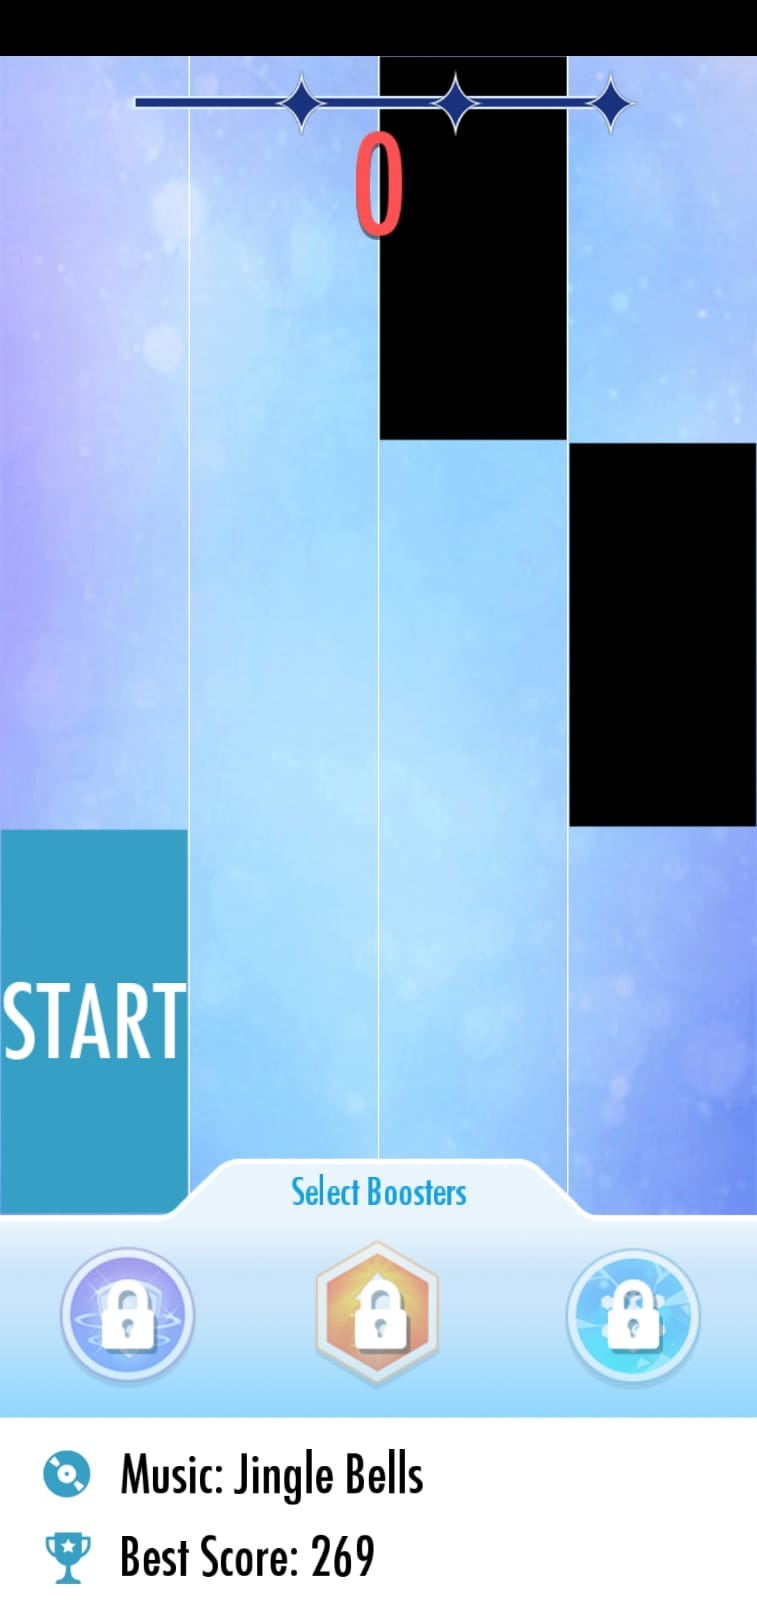 0
START
Select Boosters
Music: Jingle Bells
Best Score: 269